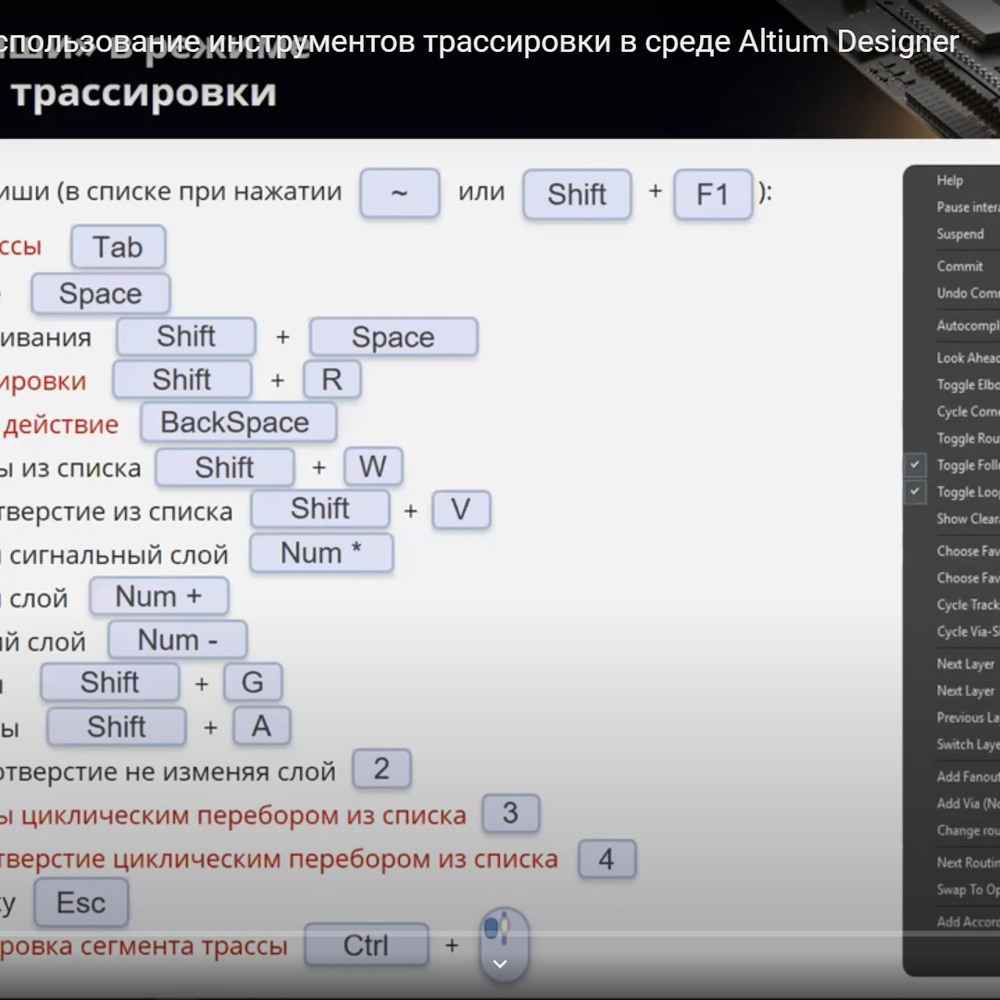 спользование инструментов трассировки в среде Altium Designer
трассировки
иши (в списке при нажатии ~ или Shift + F1 ):
ссы Tab
Space
ивания Shift + Space
ировки Shift + R
действие BackSpace
ы из списка Shift + W
тверстие из списка Shift + V
сигнальный слой Num *
слой Num +
ий слой Num -
Shift + G
ы Shift + A
отверстие не изменяя слой 2
ы циклическим перебором из списка 3
тверстие циклическим перебором из списка 4
ку Esc
ровка сегмента трассы Ctrl +
Help
Pause inter
Suspend
Commit
Undo Comm
Autocompl
Look Ahead
Toggle Elbo
Cycle Corne
Toggle Rou
Toggle Follo
Toggle Loop
Show Clear
Choose Fav
Choose Fav
Cycle Track
Cycle Via-Si
Next Layer
Next Layer
Previous La
Switch Laye
Add Fanout
Add Via (No
Change rou
Next Routin
Swap To Op
Add Accord